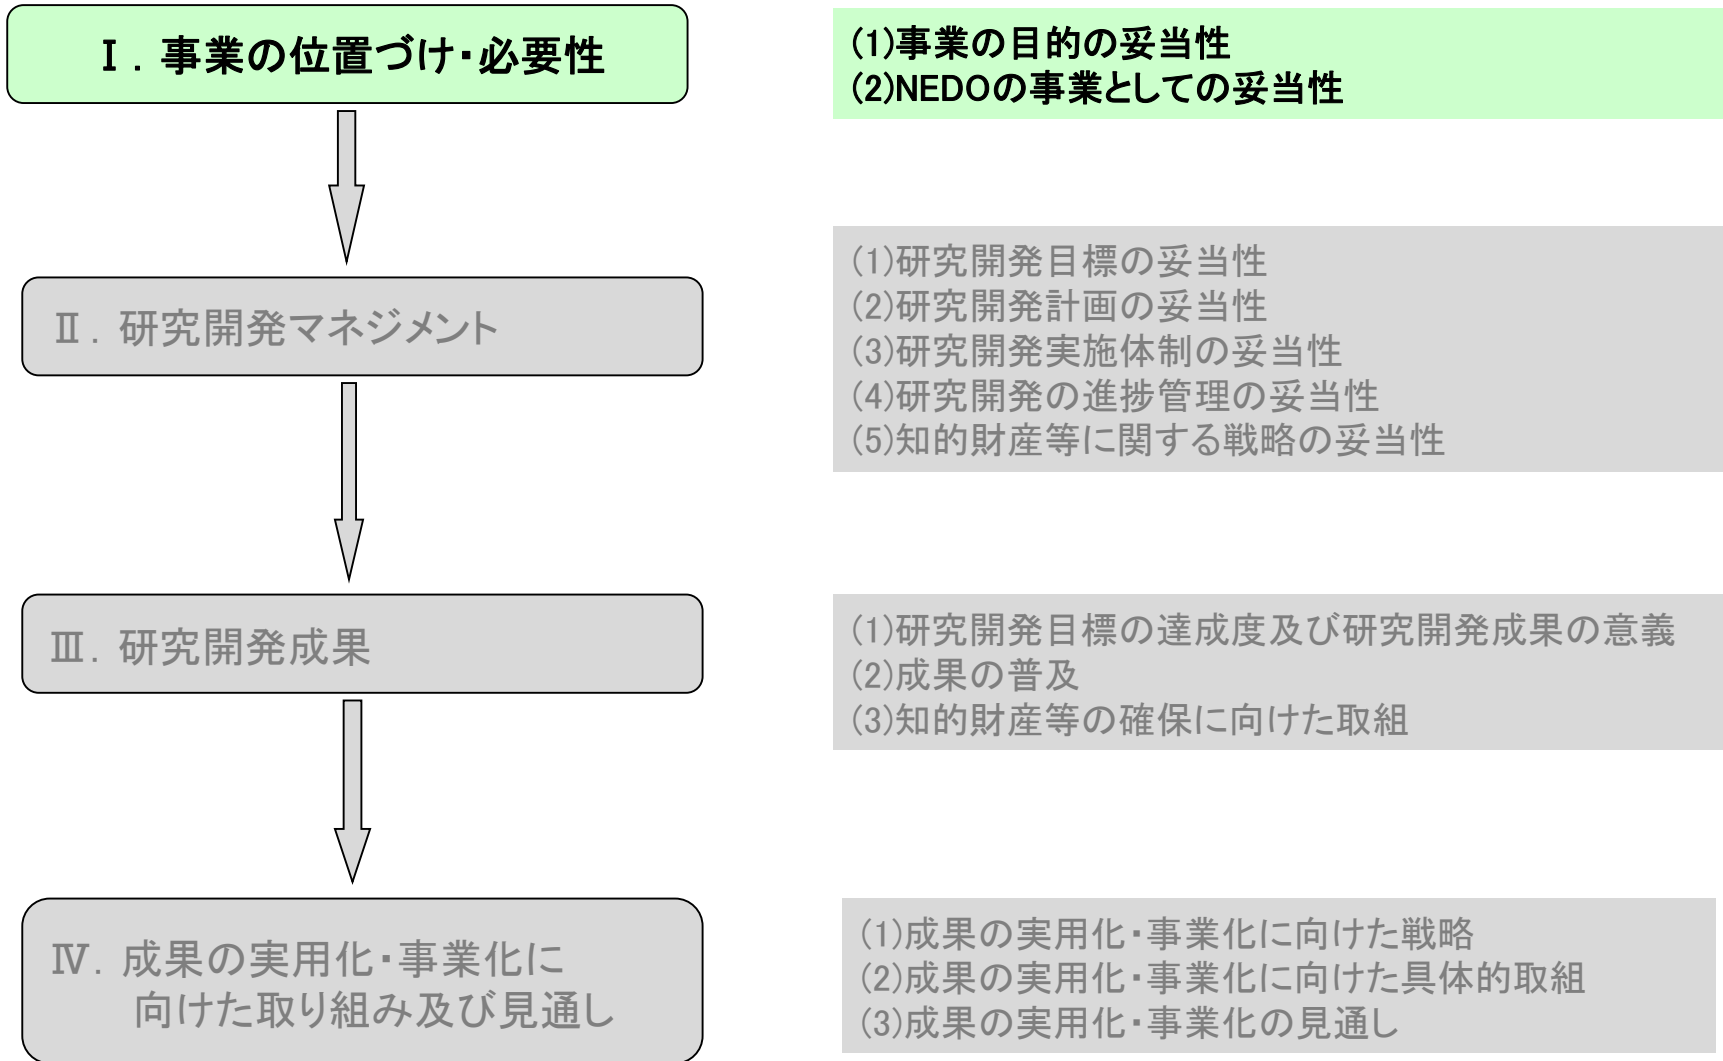 Ⅰ．事業の位置づけ・必要性
(1)事業の目的の妥当性
(2)NEDOの事業としての妥当性
Ⅱ．研究開発マネジメント
(1)研究開発目標の妥当性
(2)研究開発計画の妥当性
(3)研究開発実施体制の妥当性
(4)研究開発の進捗管理の妥当性
(5)知的財産等に関する戦略の妥当性
Ⅲ．研究開発成果
(1)研究開発目標の達成度及び研究開発成果の意義
(2)成果の普及
(3)知的財産等の確保に向けた取組
Ⅳ．成果の実用化・事業化に
向けた取り組み及び見通し
(1)成果の実用化・事業化に向けた戦略
(2)成果の実用化・事業化に向けた具体的取組
(3)成果の実用化・事業化の見通し